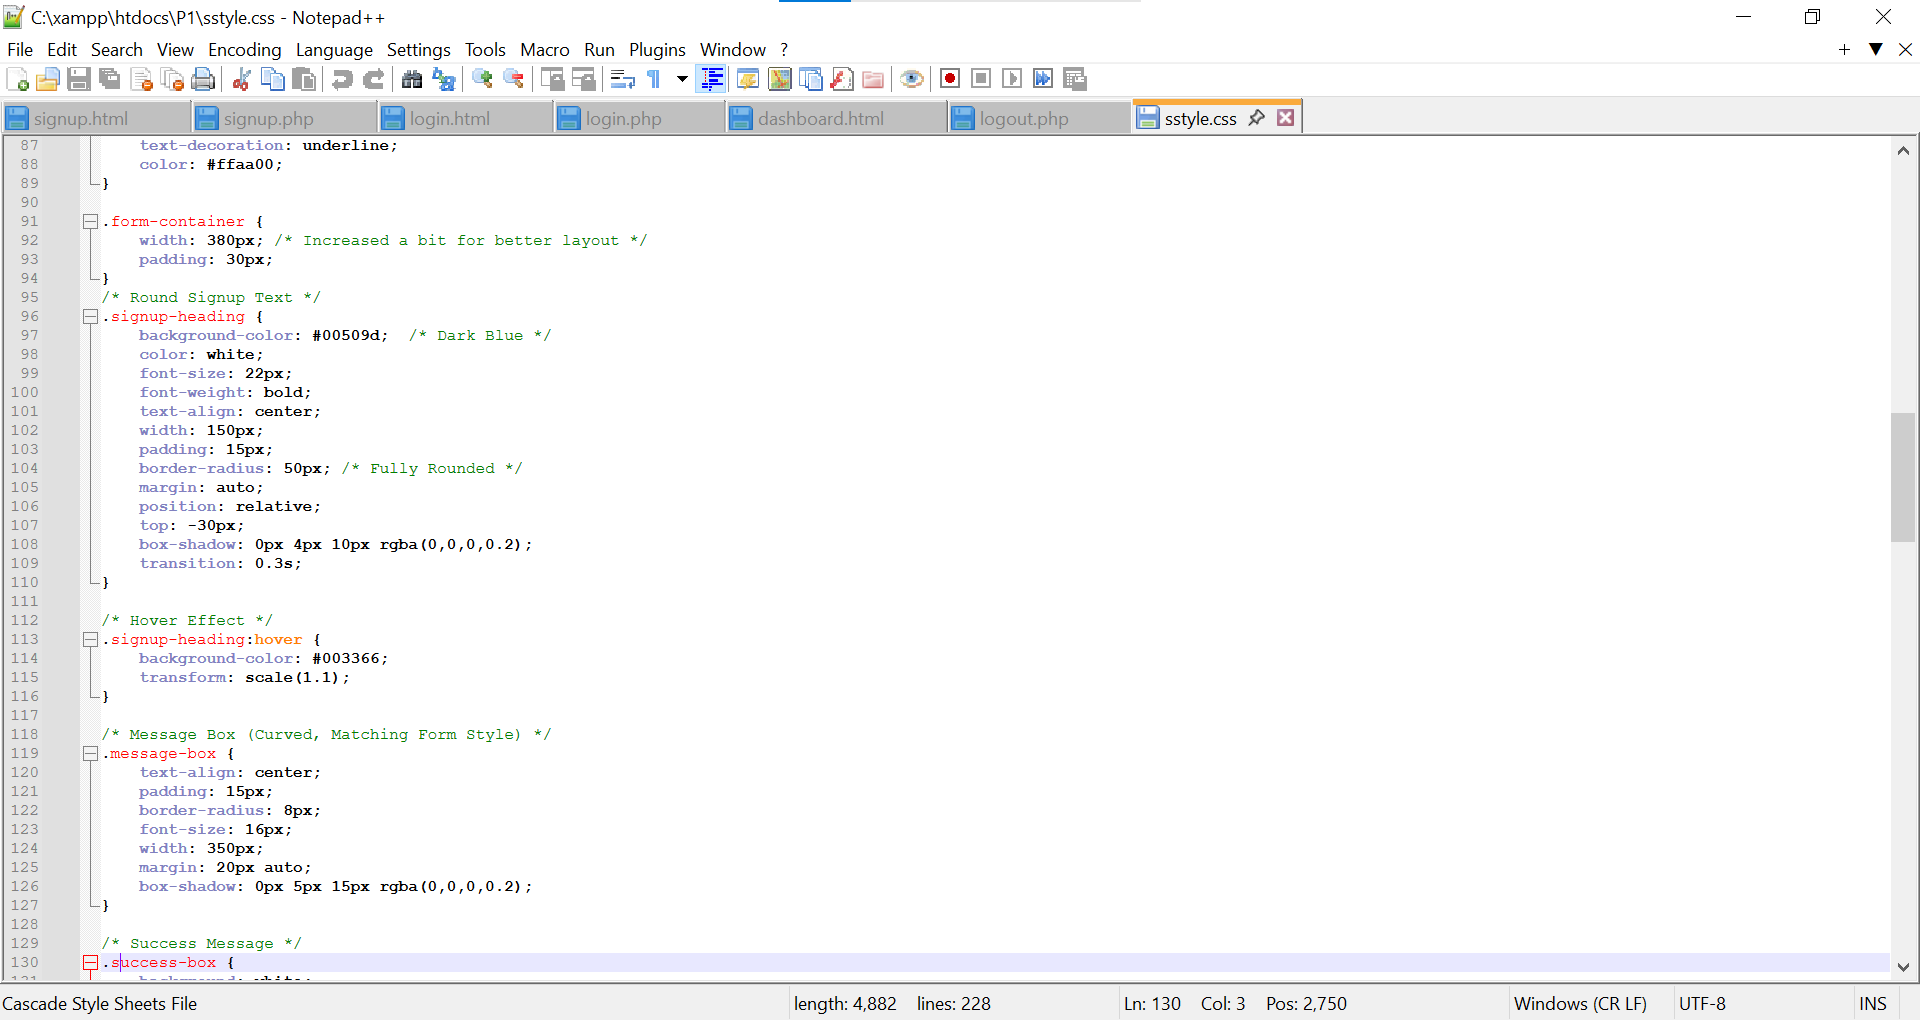 C:\xampp\htdocs\P1\sstyle.css - Notepad++
File Edit Search View Encoding Language Settings Tools Macro Run Plugins Window ?
signup.html signup.php login.html login.php dashboard.html logout.php sstyle.css
87 text-decoration: underline;
88 color: #ffaa00;
89 }
90
91 .form-container {
92 width: 380px; /* Increased a bit for better layout */
93 padding: 30px;
94 }
95 /* Round Signup Text */
96 .signup-heading {
97 background-color: #00509d; /* Dark Blue */
98 color: white;
99 font-size: 22px;
100 font-weight: bold;
101 text-align: center;
102 width: 150px;
103 padding: 15px;
104 border-radius: 50px; /* Fully Rounded */
105 margin: auto;
106 position: relative;
107 top: -30px;
108 box-shadow: 0px 4px 10px rgba(0,0,0,0.2);
109 transition: 0.3s;
110 }
111
112 /* Hover Effect */
113 .signup-heading:hover {
114 background-color: #003366;
115 transform: scale(1.1);
116 }
117
118 /* Message Box (Curved, Matching Form Style) */
119 .message-box {
120 text-align: center;
121 padding: 15px;
122 border-radius: 8px;
123 font-size: 16px;
124 width: 350px;
125 margin: 20px auto;
126 box-shadow: 0px 5px 15px rgba(0,0,0,0.2);
127 }
128
129 /* Success Message */
130 .success-box {
Cascade Style Sheets File length: 4,882 lines: 228 Ln: 130 Col: 3 Pos: 2,750 Windows (CR LF) UTF-8 INS